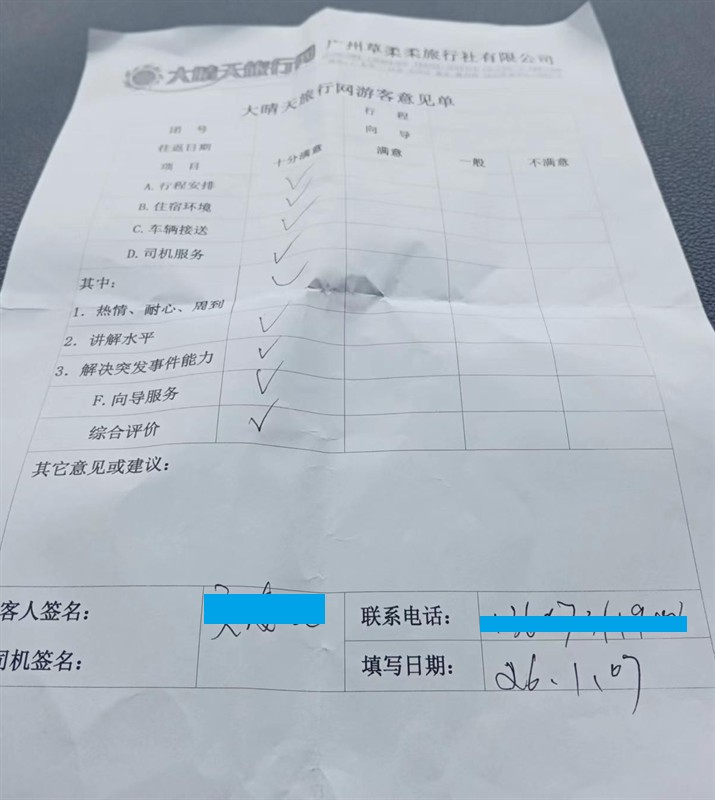 大晴天旅行网 广州草柔柔旅行社有限公司
大晴天旅行网游客意见单
团 号 行 程
往返日期 向 导
项 目 十分满意 满意 一般 不满意
A.行程安排 ✓
B.住宿环境 ✓
C.车辆接送 ✓
D.司机服务 ✓
其中: ✓
1. 热情、耐心、周到
2. 讲解水平 ✓
3. 解决突发事件能力 ✓
F.向导服务 ✓
综合评价 ✓
其它意见或建议:
客人签名: 联系电话:
司机签名: 填写日期: 26.1.07